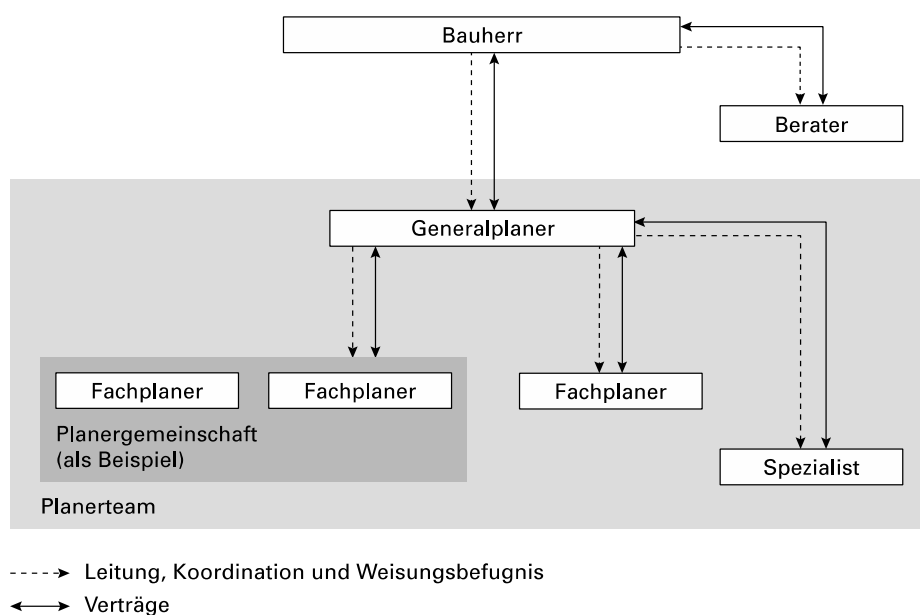 Bauherr
Berater
Generalplaner
Fachplaner
Fachplaner
Fachplaner
Planergemeinschaft
(als Beispiel)
Spezialist
Planerteam
Leitung, Koordination und Weisungsbefugnis
Verträge